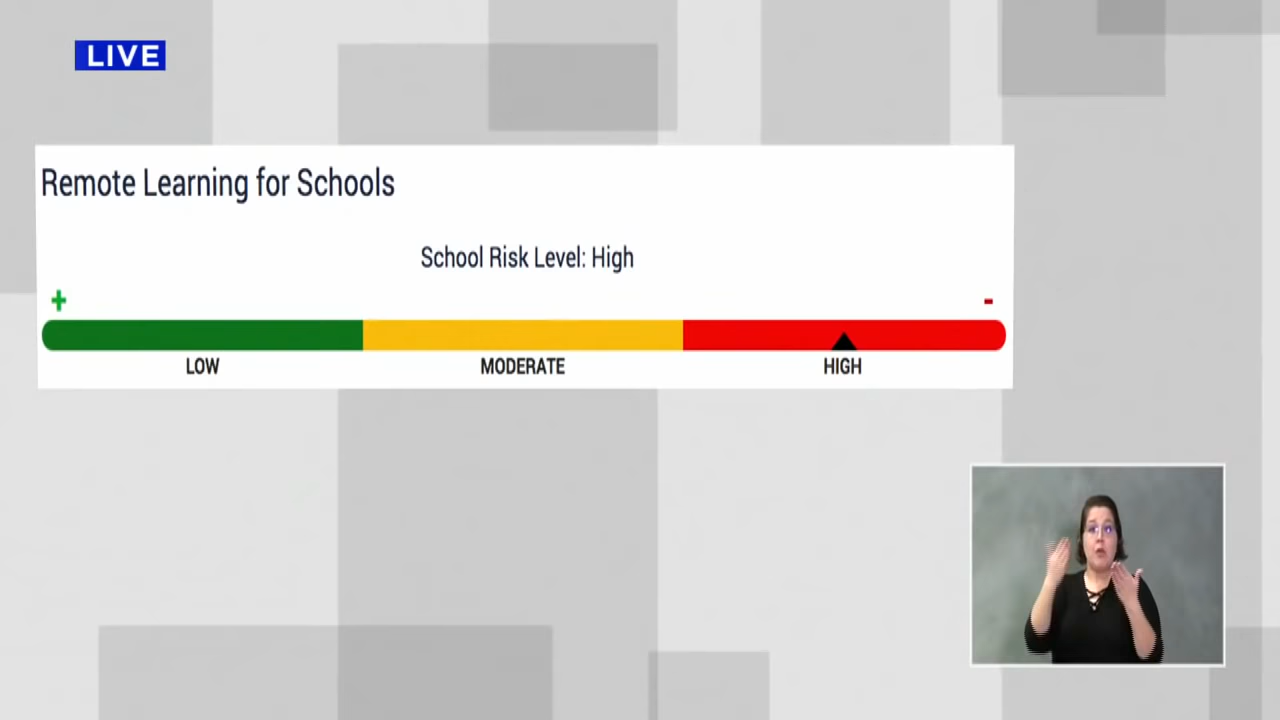 LIVE
Remote Learning for Schools
School Risk Level: High
+ -
LOW MODERATE HIGH